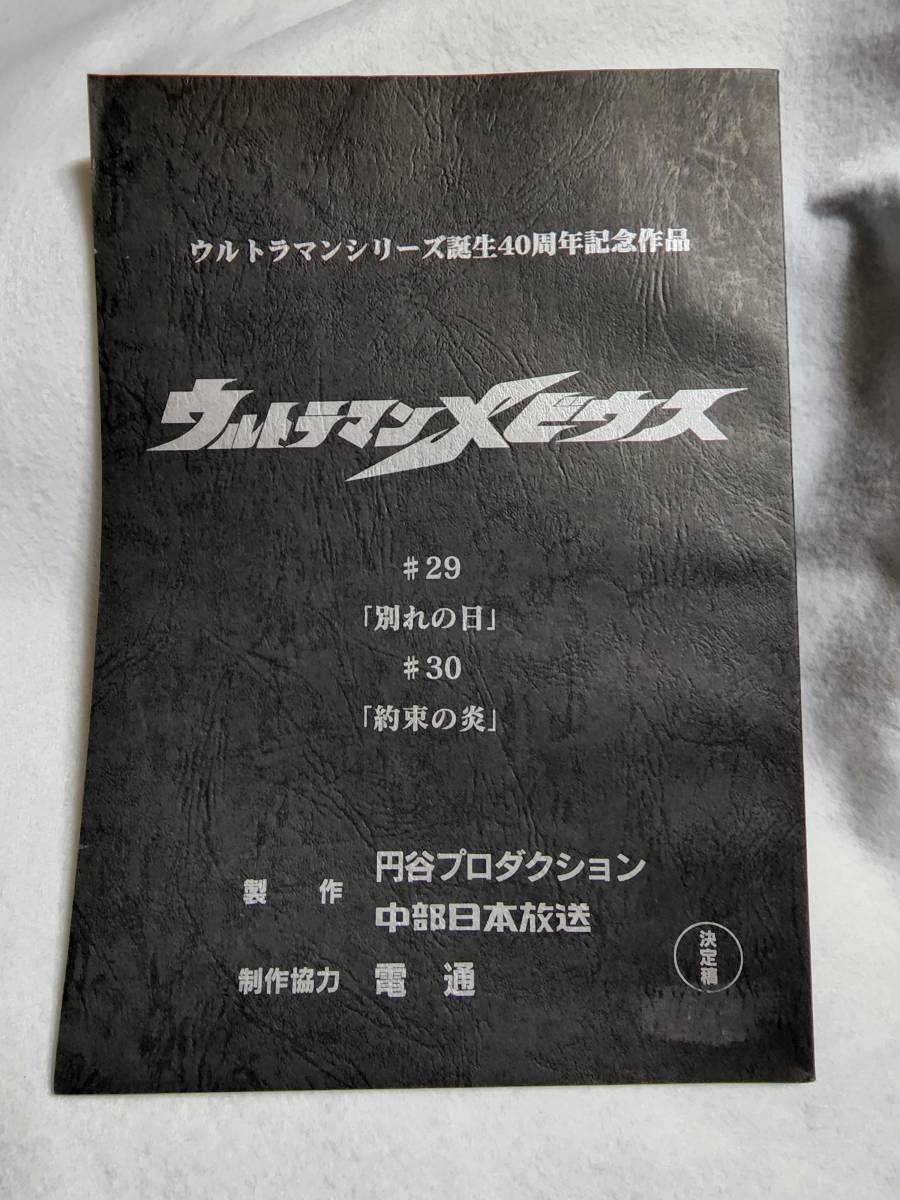 ウルトラマンシリーズ誕生40周年記念作品
ウルトラマンメビウス
♯29
「別れの日」
♯30
「約束の炎」
製作 円谷プロダクション
中部日本放送
制作協力 電通
決定稿